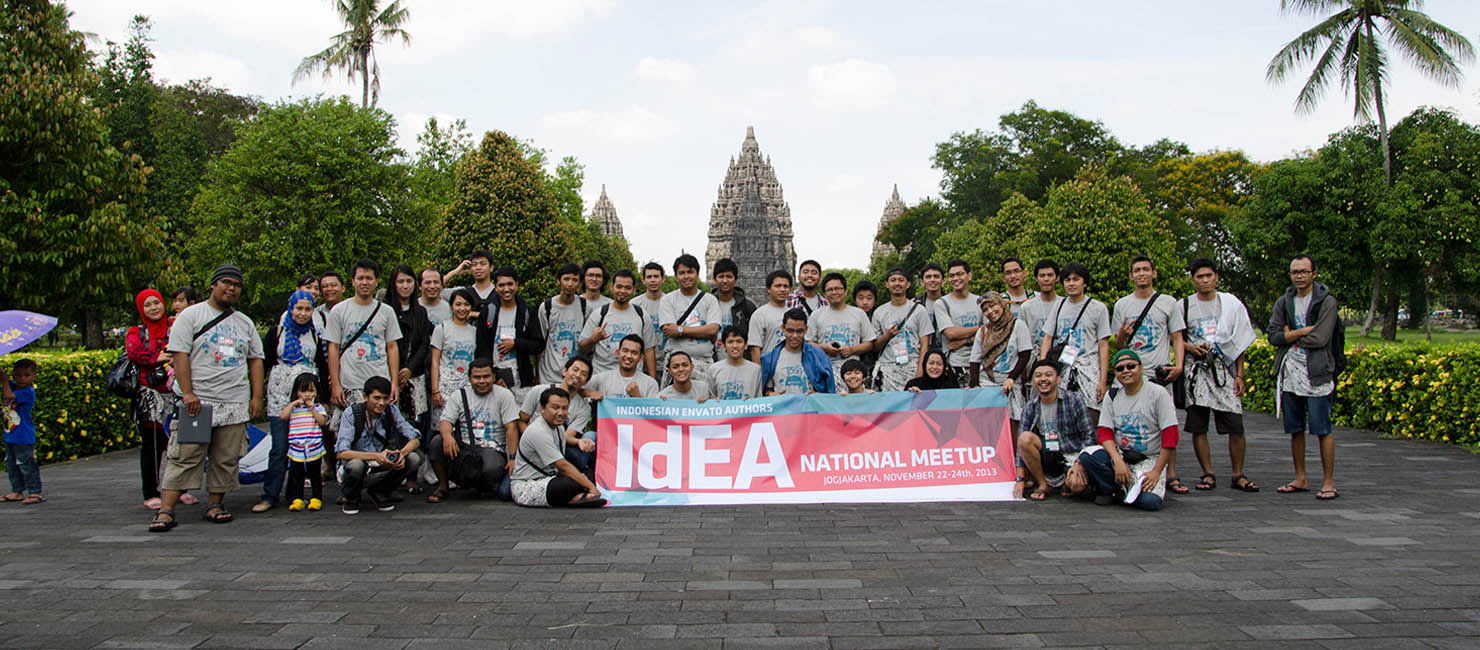 INDONESIAN ENVATO AUTHORS
IdEA NATIONAL MEETUP
JOGJAKARTA, NOVEMBER 22-24th, 2013